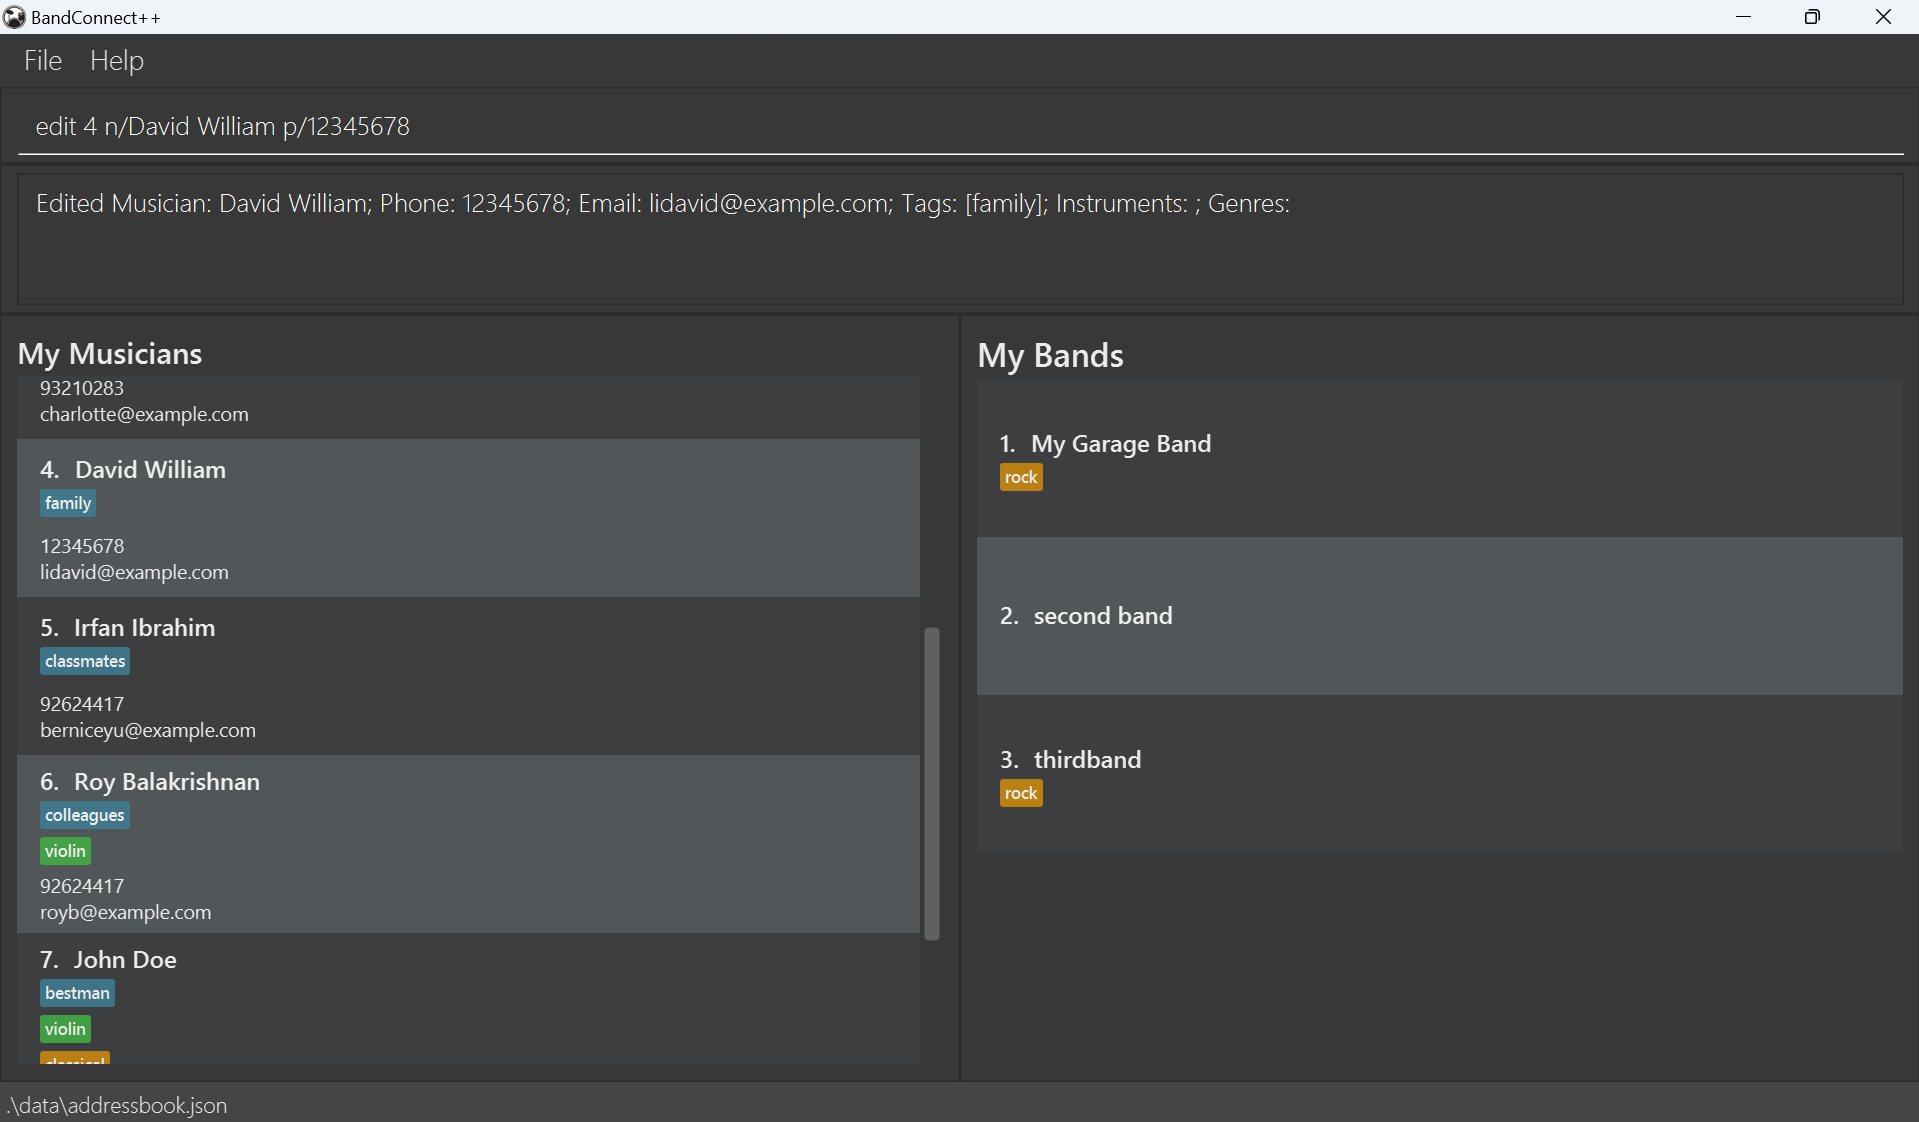 BandConnect++
File Help
edit 4 n/David William p/12345678
Edited Musician: David William; Phone: 12345678; Email: lidavid@example.com; Tags: [family]; Instruments: ; Genres:
My Musicians
93210283
charlotte@example.com
4. David William
family
12345678
lidavid@example.com
5. Irfan Ibrahim
classmates
92624417
berniceyu@example.com
6. Roy Balakrishnan
colleagues
violin
92624417
royb@example.com
7. John Doe
bestman
violin
classical
My Bands
1. My Garage Band
rock
2. second band
3. thirdband
rock
.\data\addressbook.json